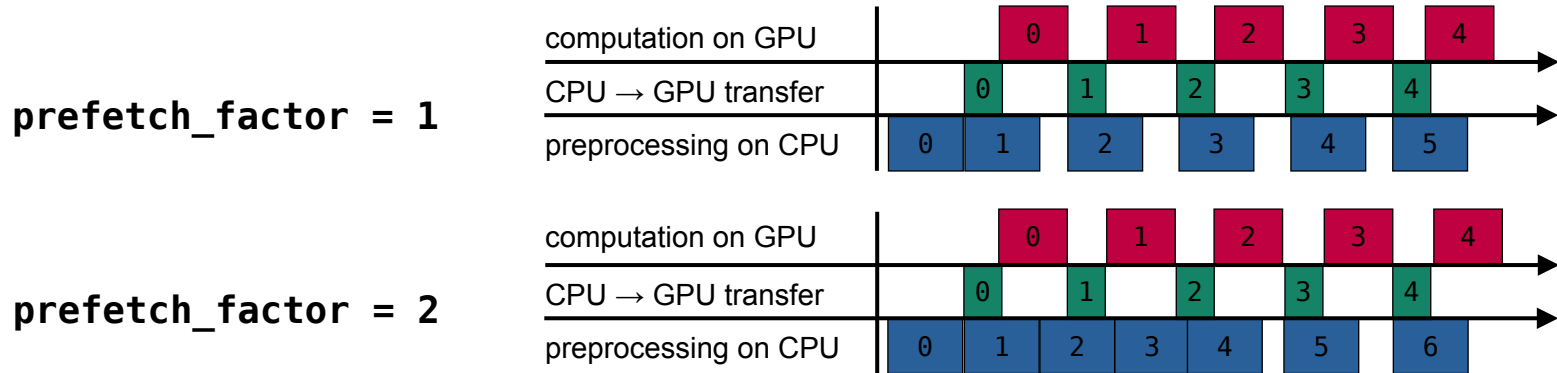 computation on GPU 0 1 2 3 4
prefetch_factor = 1
CPU → GPU transfer 0 1 2 3 4
preprocessing on CPU 0 1 2 3 4 5
computation on GPU 0 1 2 3 4
prefetch_factor = 2
CPU → GPU transfer 0 1 2 3 4
preprocessing on CPU 0 1 2 3 4 5 6